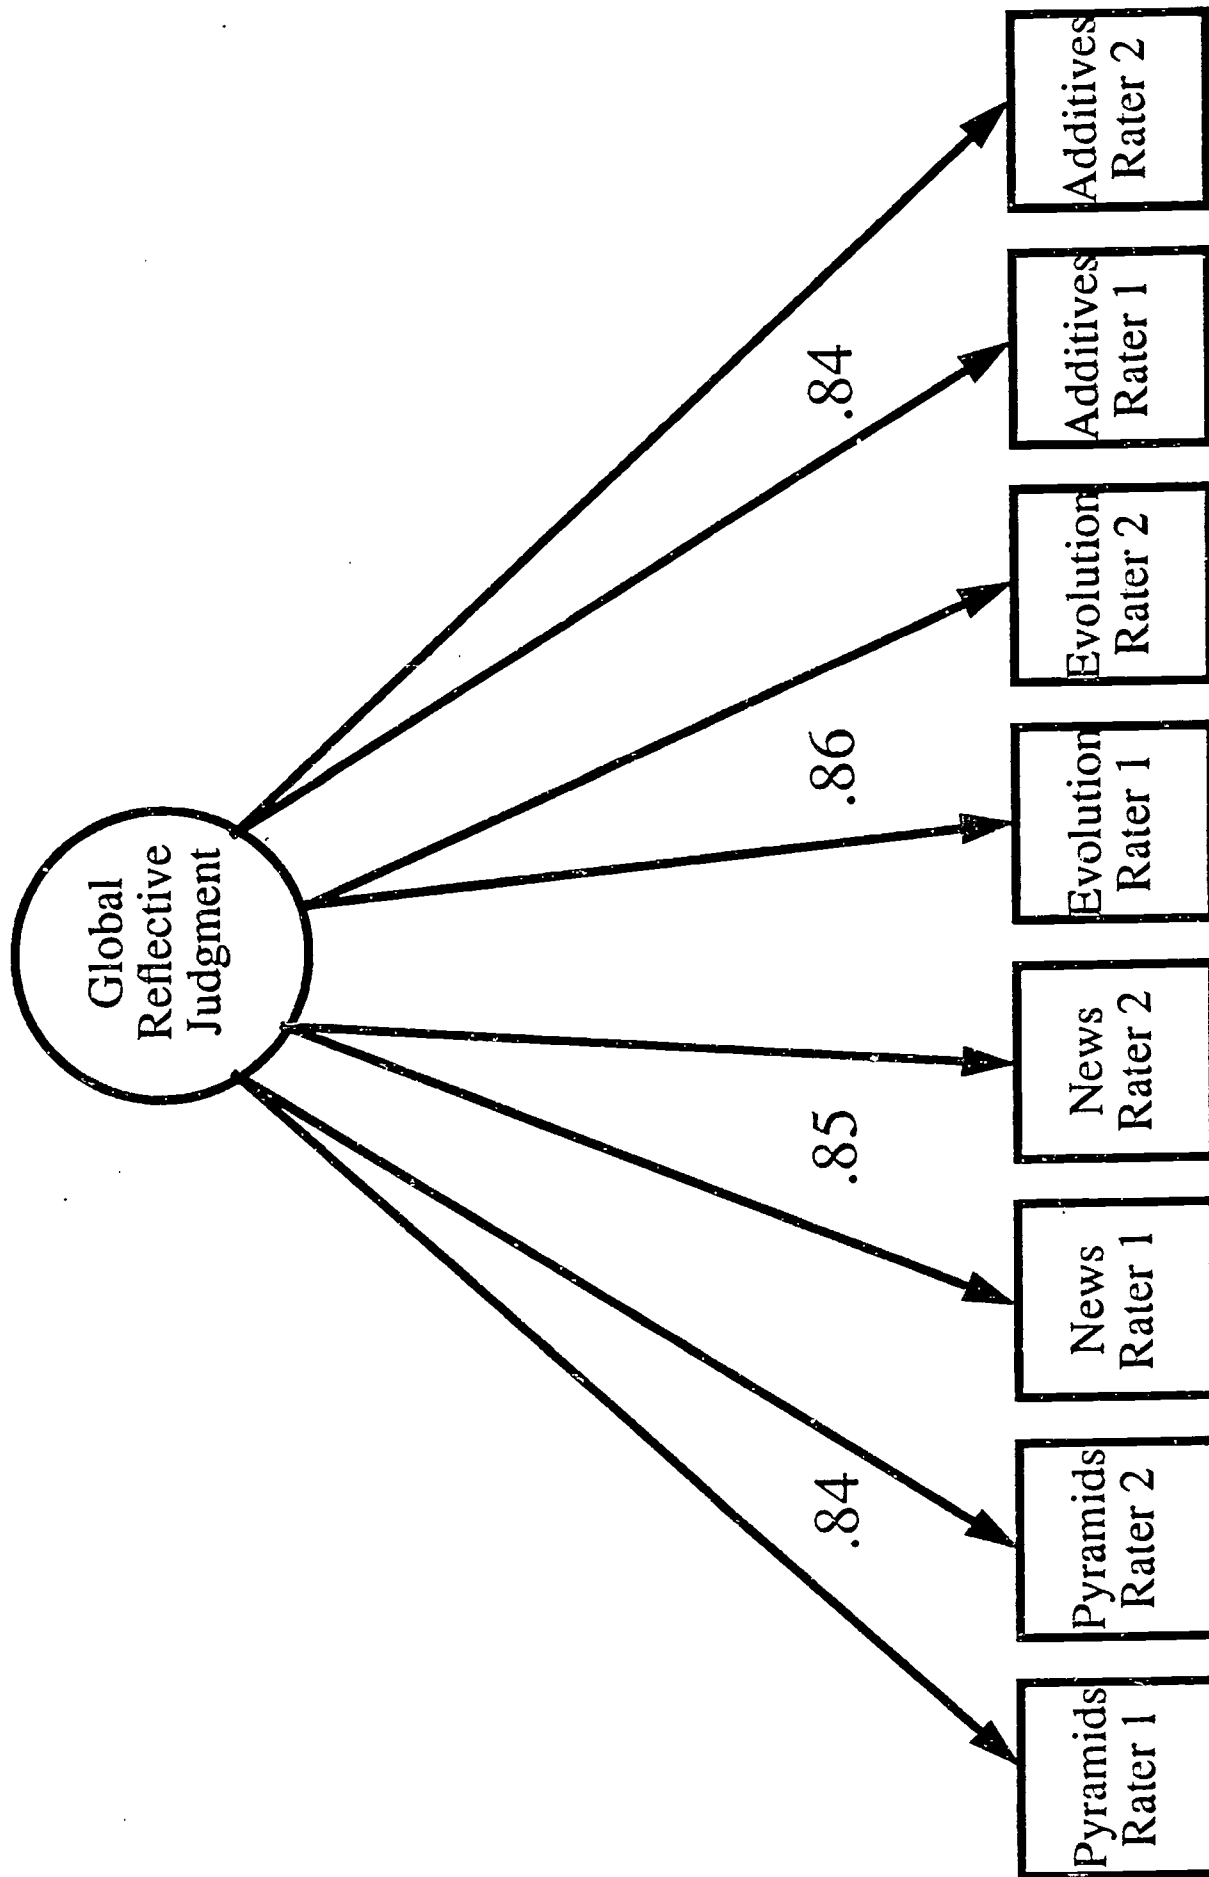 Global
Reflective
Judgment
.84
.85
.86
.84
Pyramids
Rater 1
Pyramids
Rater 2
News
Rater 1
News
Rater 2
Evolution
Rater 1
Evolution
Rater 2
Additives
Rater 1
Additives
Rater 2